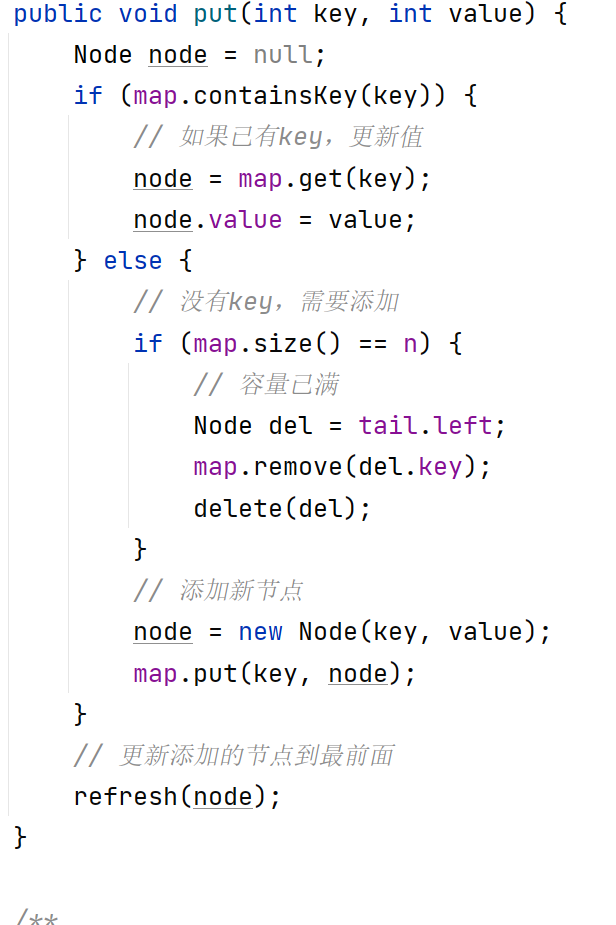 public void put(int key, int value) {
Node node = null;
if (map.containsKey(key)) {
// 如果已有key，更新值
node = map.get(key);
node.value = value;
} else {
// 没有key，需要添加
if (map.size() == n) {
// 容量已满
Node del = tail.left;
map.remove(del.key);
delete(del);
}
// 添加新节点
node = new Node(key, value);
map.put(key, node);
}
// 更新添加的节点到最前面
refresh(node);
}
/**